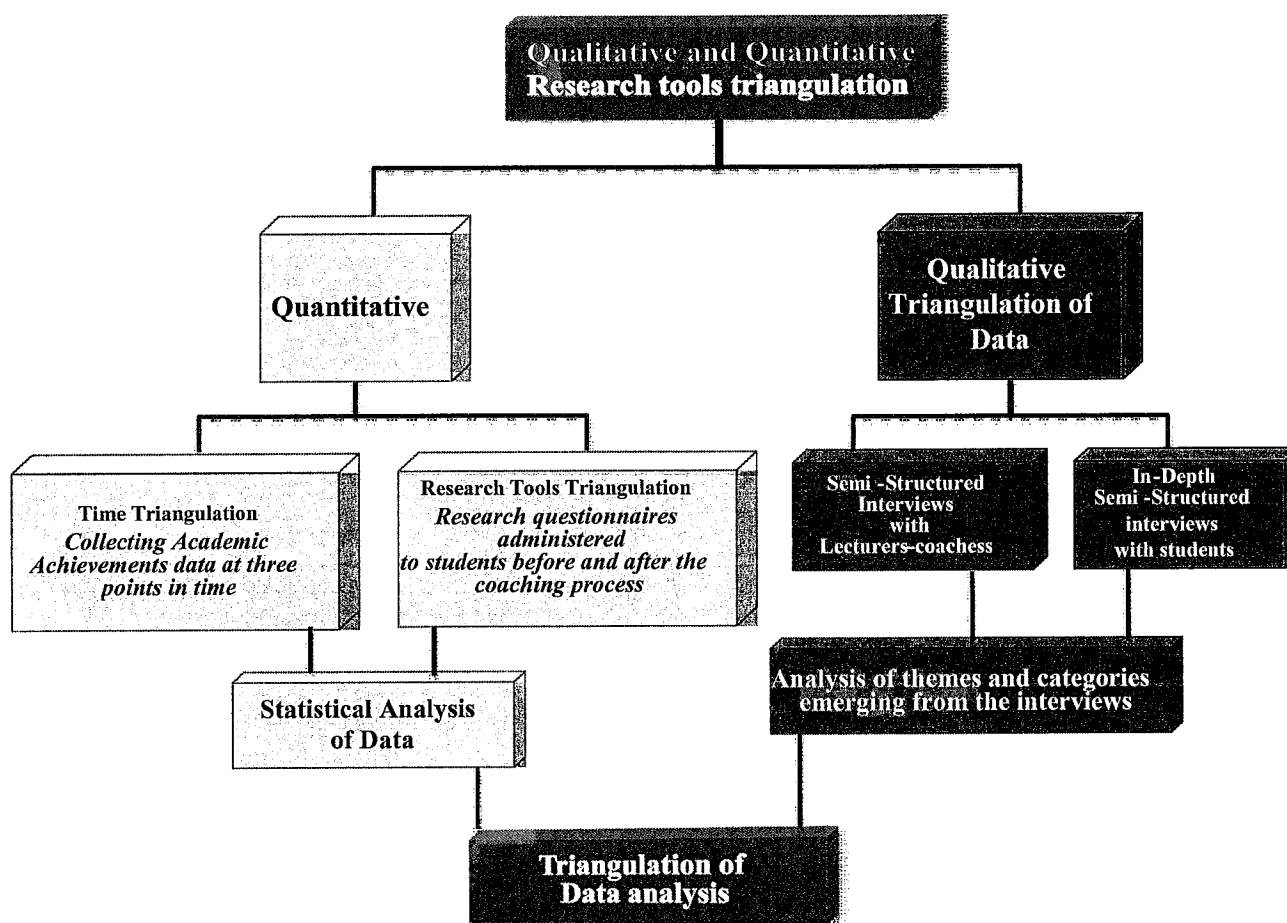 Qualitative and Quantitative
Research tools triangulation
Quantitative
Qualitative
Triangulation of
Data
Time Triangulation
Collecting Academic
Achievements data at three
points in time
Research Tools Triangulation
Research questionnaires
administered
to students before and after the
coaching process
Semi -Structured
Interviews
with
Lecturers-coachess
In-Depth
Semi -Structured
interviews
with students
Statistical Analysis
of Data
Analysis of themes and categories
emerging from the interviews
Triangulation of
Data analysis